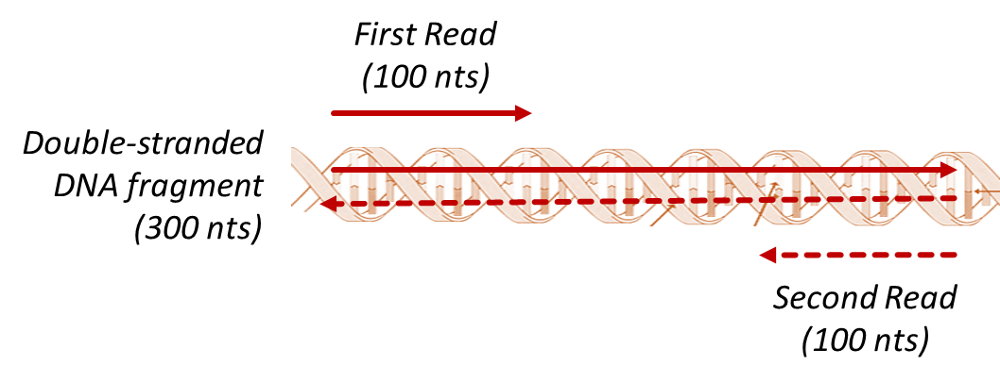 First Read
(100 nts)
Double-stranded
DNA fragment
(300 nts)
Second Read
(100 nts)